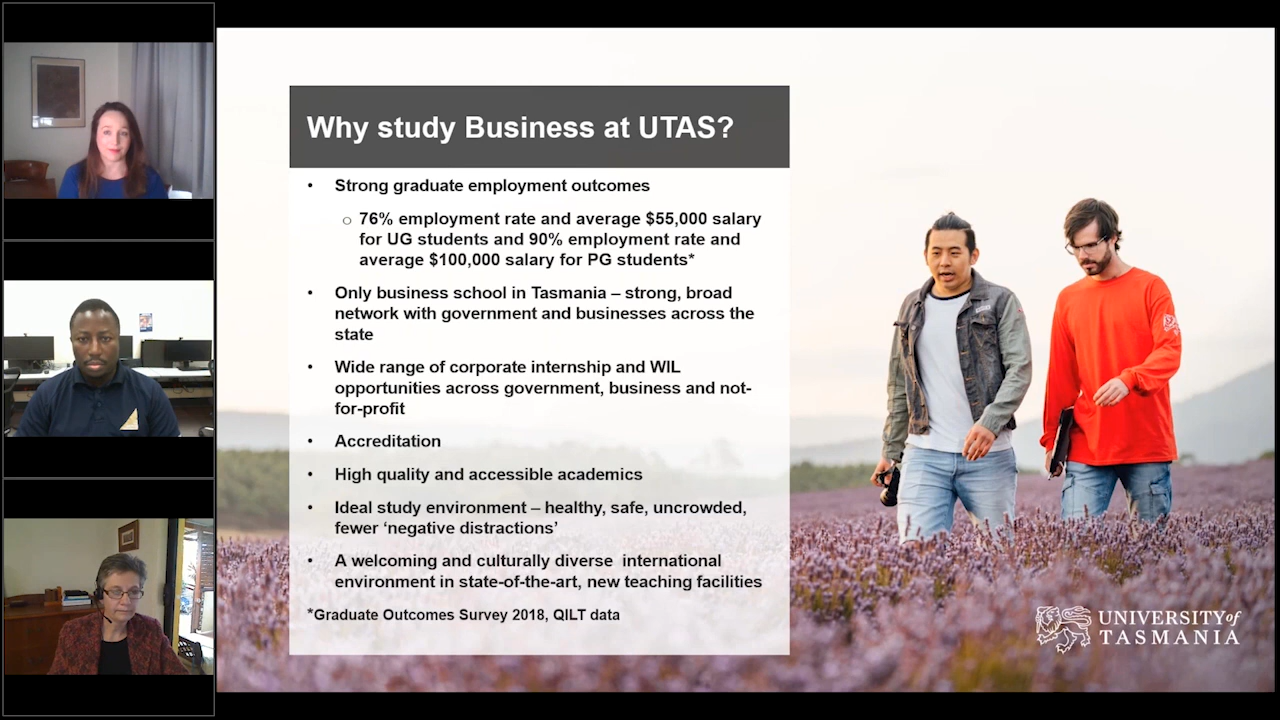 Why study Business at UTAS?
• Strong graduate employment outcomes
o 76% employment rate and average $55,000 salary
for UG students and 90% employment rate and
average $100,000 salary for PG students*
• Only business school in Tasmania – strong, broad
network with government and businesses across the
state
• Wide range of corporate internship and WIL
opportunities across government, business and not-
for-profit
• Accreditation
• High quality and accessible academics
• Ideal study environment – healthy, safe, uncrowded,
fewer ‘negative distractions’
• A welcoming and culturally diverse  international
environment in state-of-the-art, new teaching facilities
*Graduate Outcomes Survey 2018, QILT data
UNIVERSITY of
TASMANIA